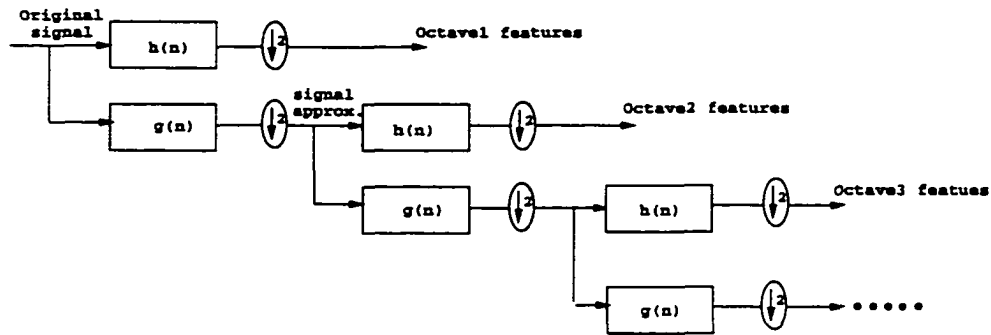 Original
signal
h(n)
↓2
Octave1 features
g(n)
↓2
signal
approx.
h(n)
↓2
Octave2 features
g(n)
↓2
h(n)
↓2
Octave3 featues
g(n)
↓2
•••••